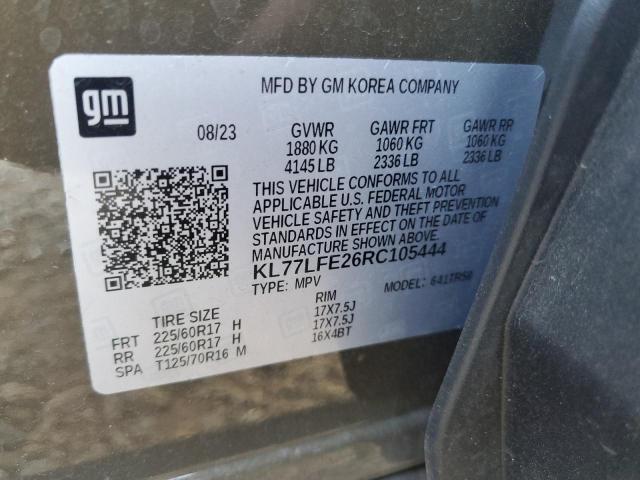 gm
MFD BY GM KOREA COMPANY
08/23 GVWR GAWR FRT GAWR RR
1880 KG 1060 KG 1060 KG
4145 LB 2336 LB 2336 LB
THIS VEHICLE CONFORMS TO ALL
APPLICABLE U.S. FEDERAL MOTOR
VEHICLE SAFETY AND THEFT PREVENTION
STANDARDS IN EFFECT ON THE DATE OF
MANUFACTURE SHOWN ABOVE.
KL77LFE26RC105444
TYPE: MPV MODEL:
TIRE SIZE RIM
FRT 225/60R17 H 17X7.5J
RR 225/60R17 H 17X7.5J
SPA T125/70R16 M 16X4BT